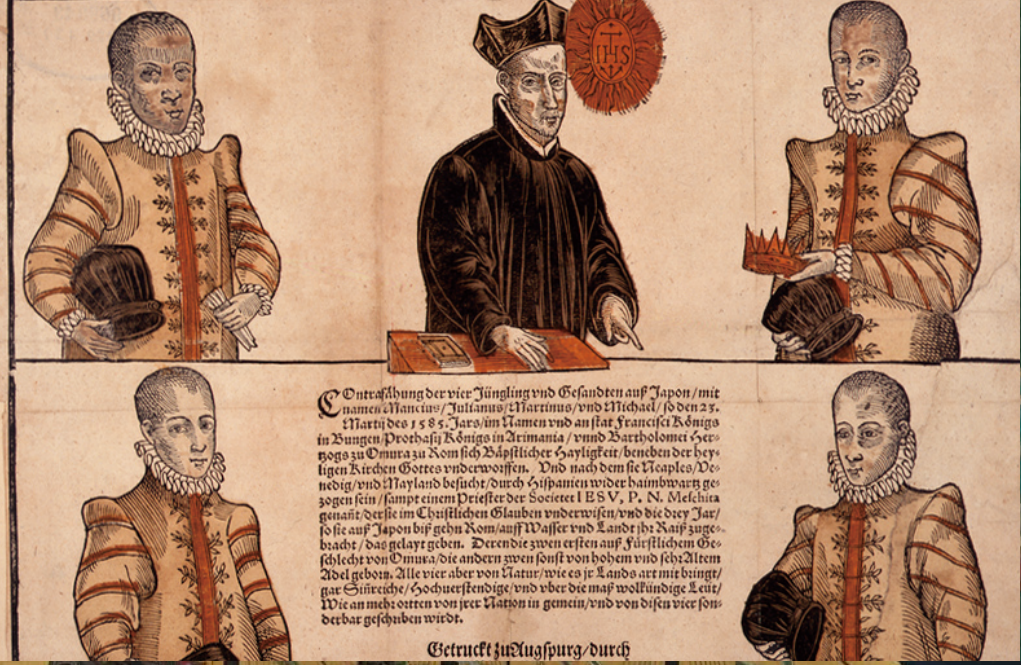 IHS
COntrafähung der vier Jüngling vnd Gesandten auß Japon / mit
namen Mancius / Julianus / Martinus / vnd Michael / so den 23.
Martij des 1585. Jars / im Namen vnd an stat Francisci Königs
in Bungen / Prothasij Königs in Arimania / vnnd Bartholomei Her-
tzogs zu Omura zu Rom sich Bäpstlicher Hayligkeit / beneben der hey-
ligen Kirchen Gottes vnderworffen. Vnd nach dem sie Neaples / Ve-
nedig / vnd Mayland besucht / durch Hispanien wider haimbwartz ge-
zogen sein / sampt einem Priester der Societet IESV, P. N. Meschita
genañt / der sie im Christlichen Glauben vnderwisen / vnd die drey Jar /
so sie auß Japon biß gehn Rom / auff Wasser vnd Landt jhr Raiß zuge-
bracht / das gelayt geben. Deren die zwen ersten auß Fürstlichem Ge-
schlecht von Omura / die andern zwen sonst von hohem vnd sehr Altem
Adel geborn. Alle vier aber von Natur / wie es jr Lands art mit bringt /
gar Siñreiche / Hochuerstendige / vnd vber die maß wolkündige Leut /
Wie an mehr ortten von jrer Nation in gemein / vnd von disen vier son-
derbar geschriben wirdt.
Getruckt zu Augspurg / durch